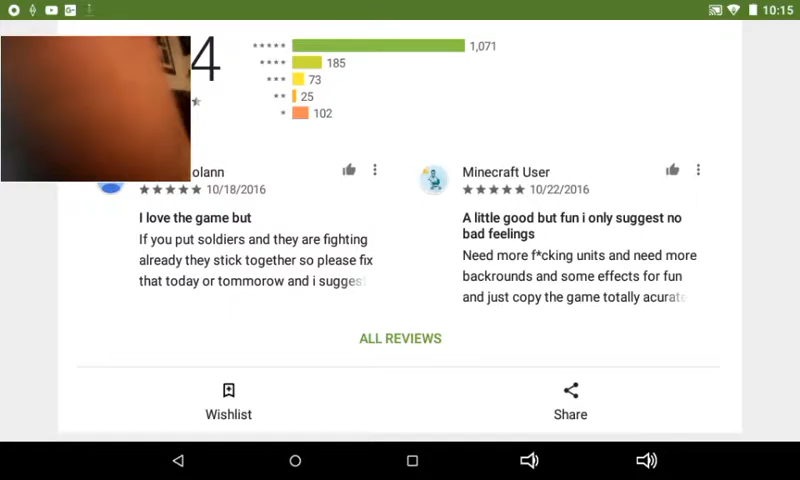 10:15
4
1,071
185
73
25
102
olann
10/18/2016
I love the game but
If you put soldiers and they are fighting
already they stick together so please fix
that today or tommorow and i sugges
Minecraft User
10/22/2016
A little good but fun i only suggest no
bad feelings
Need more f*cking units and need more
backrounds and some effects for fun
and just copy the game totally acurate
ALL REVIEWS
Wishlist
Share